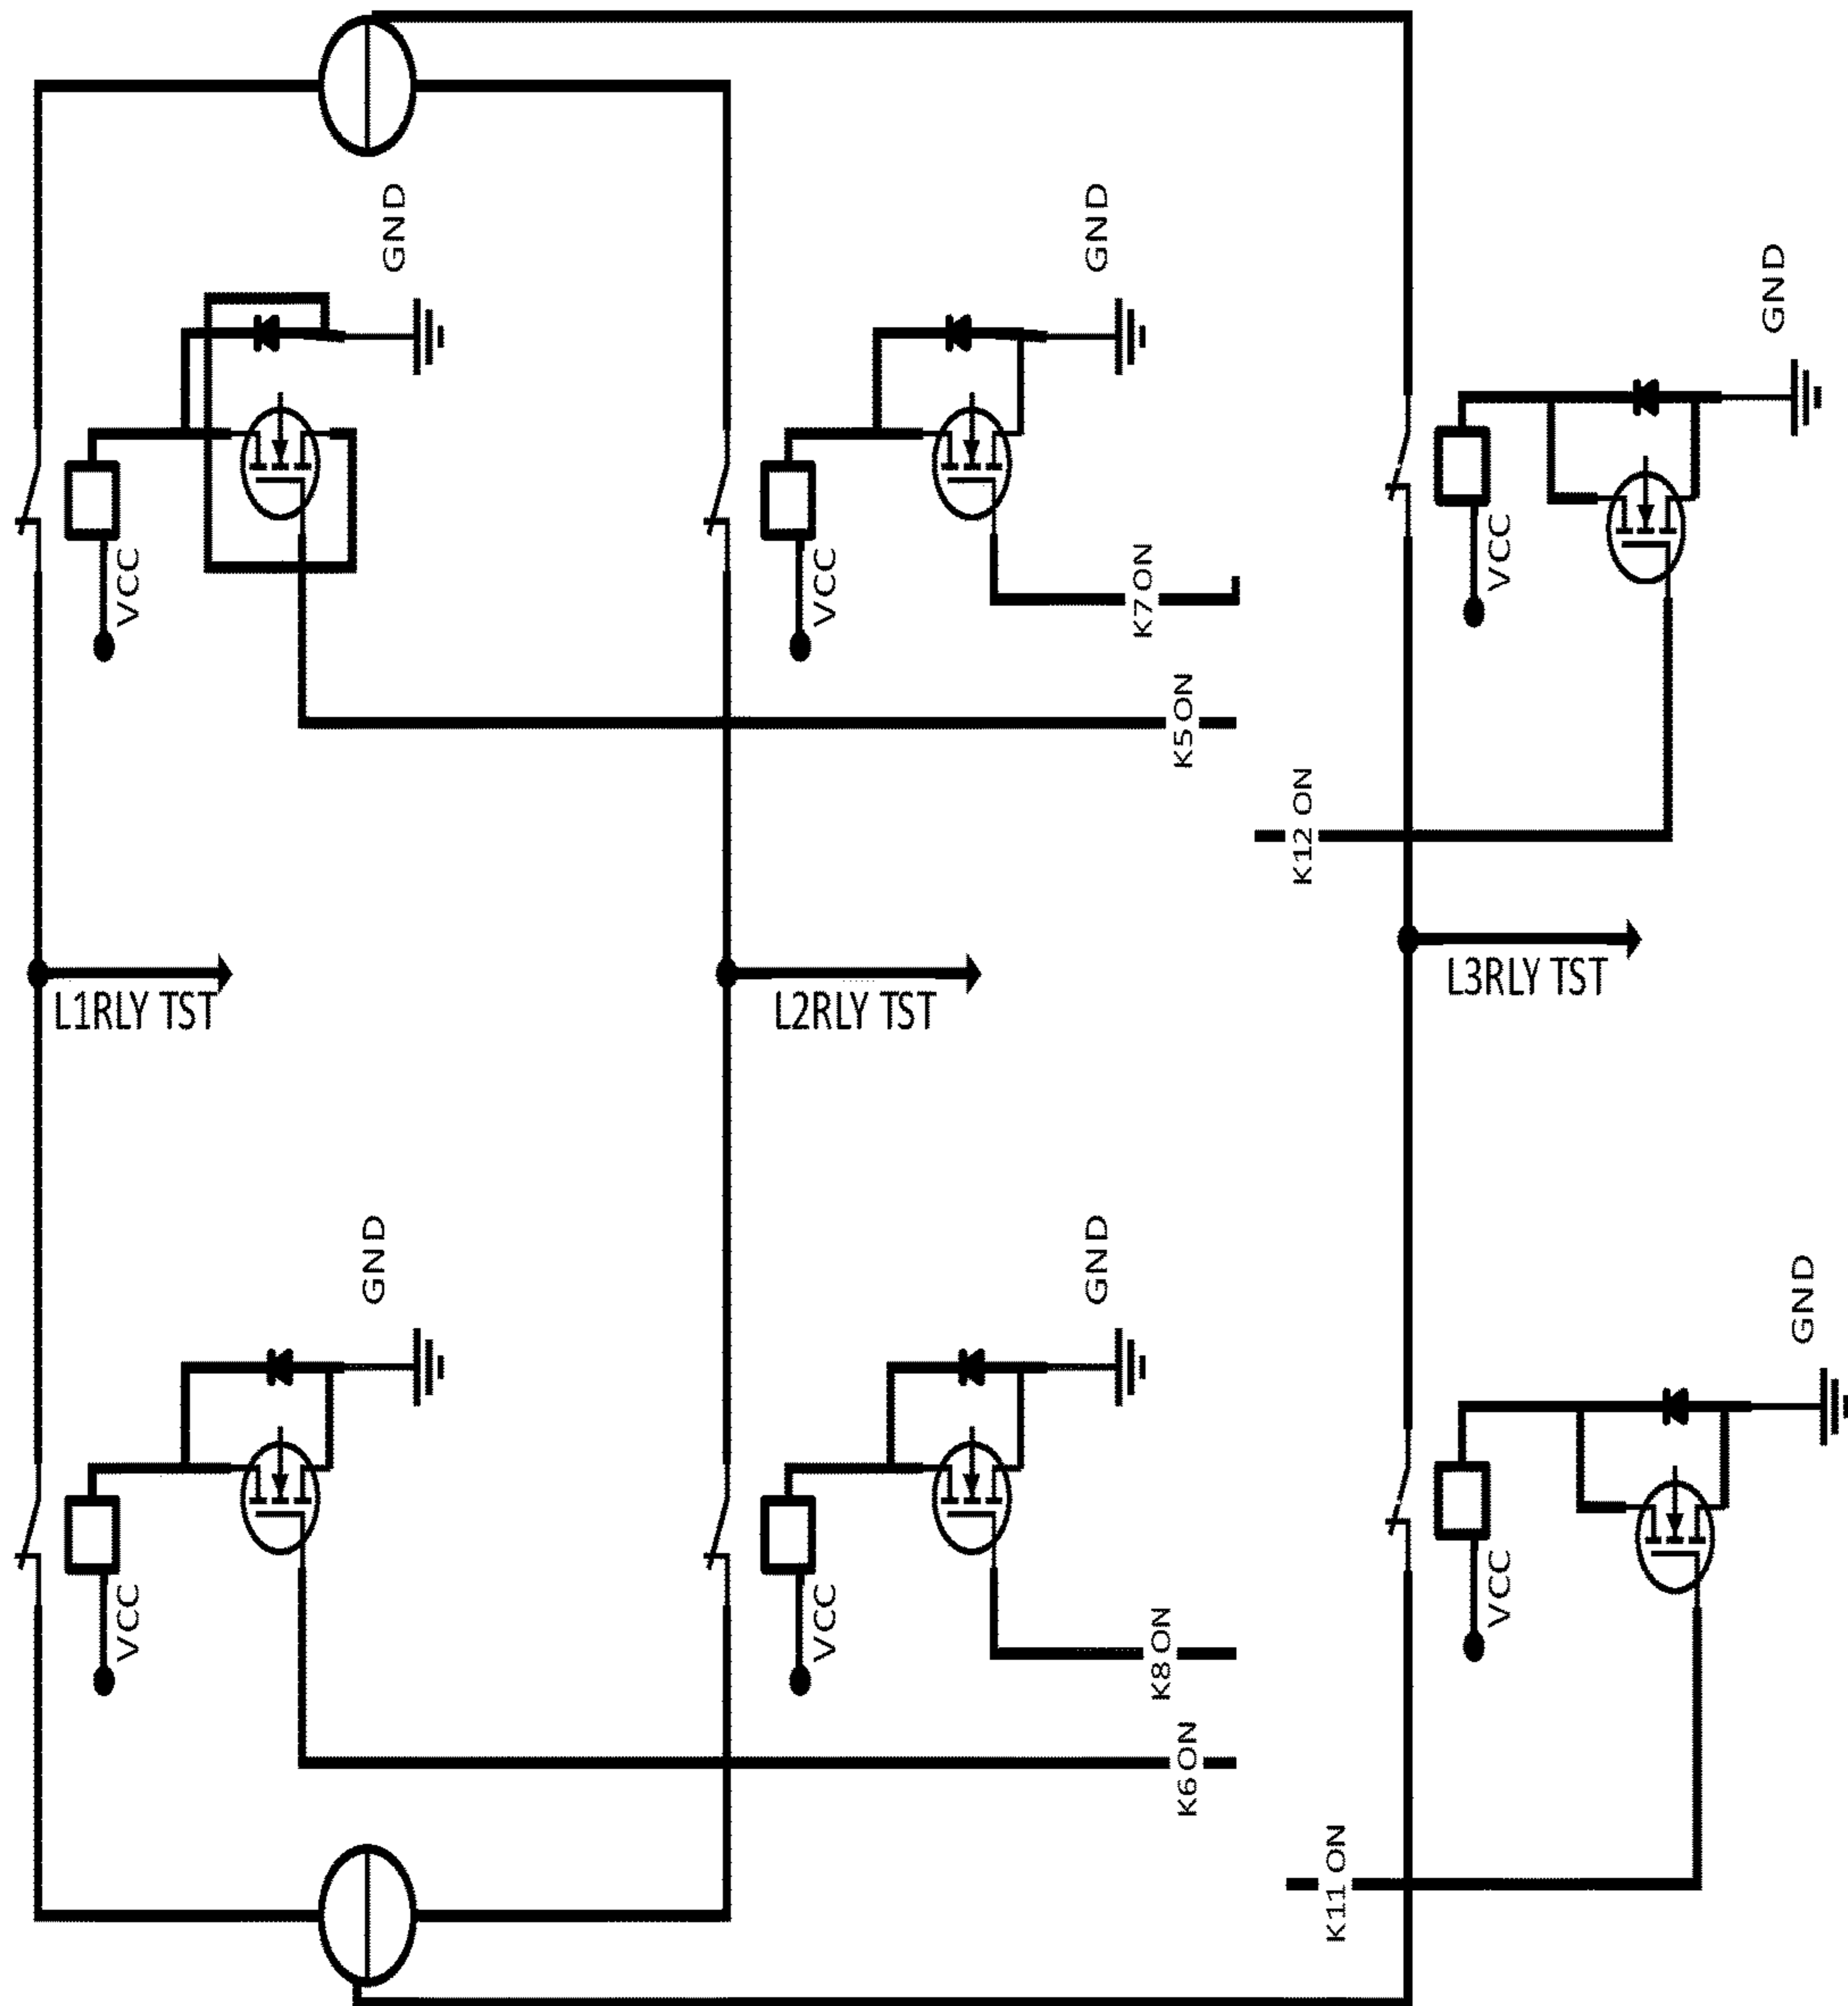 GND
GND
GND
VCC
VCC
VCC
K7 ON
K5 ON
K12 ON
L1RLY TST
L2RLY TST
L3RLY TST
GND
GND
GND
VCC
VCC
VCC
K8 ON
K6 ON
K11 ON